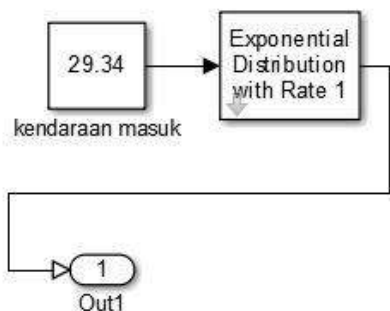 29.34
kendaraan masuk
Exponential
Distribution
with Rate 1
1
Out1